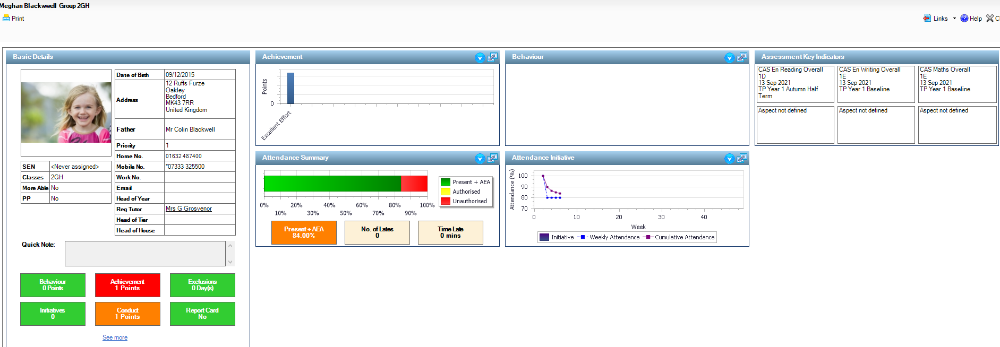 Meghan Blackwwell Group 2GH
Print
Links
Help
Basic Details
Date of Birth 09/12/2015
Address 12 Ruffs Furze
Oakley
Bedford
MK43 7RR
United Kingdom
Father Mr Colin Blackwell
Priority 1
Home No. 01632 487400
Mobile No. *07333 325500
Work No.
Email
Head of Year
Reg Tutor Mrs G Grosvenor
Head of Tier
Head of House
SEN <Never assigned>
Classes 2GH
More Able No
PP No
Quick Note:
Behaviour
0 Points
Achievement
1 Points
Exclusions
0 Day(s)
Initiatives
0
Conduct
1 Points
Report Card
No
See more
Achievement
Points
0
Excellent Effort
Behaviour
Assessment Key Indicators
CAS En Reading Overall
1D
13 Sep 2021
TP Year 1 Autumn Half
Term
CAS En Writing Overall
1E
13 Sep 2021
TP Year 1 Baseline
CAS Maths Overall
1E
13 Sep 2021
TP Year 1 Baseline
Aspect not defined
Aspect not defined
Aspect not defined
Attendance Summary
0% 20% 40% 60% 80% 100%
10% 30% 50% 70% 90%
Present + AEA
Authorised
Unauthorised
Present + AEA
84.00%
No. of Lates
0
Time Late
0 mins
Attendance Initiative
Attendance (%)
100
90
80
70
0 10 20 30 40
Week
Initiative Weekly Attendance Cumulative Attendance